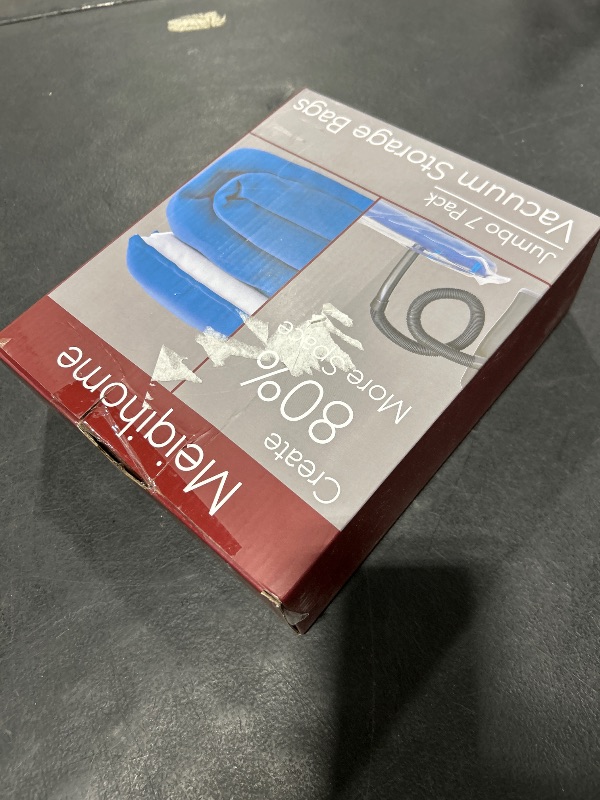 Meiqihome
Create
80%
More Space
Jumbo 7 Pack
Vacuum Storage Bags